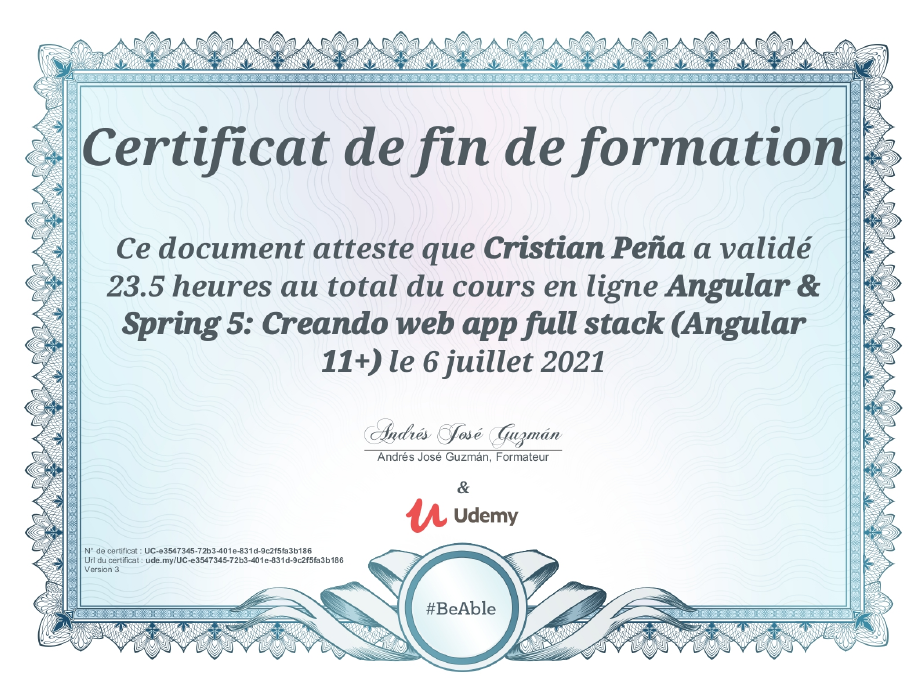 Certificat de fin de formation
Ce document atteste que Cristian Peña a validé
23.5 heures au total du cours en ligne Angular &
Spring 5: Creando web app full stack (Angular
11+) le 6 juillet 2021
Andrés José Guzmán
Andrés José Guzmán, Formateur
&
Udemy
N° de certificat : UC-e3547345-72b3-401e-831d-9c2f5fa3b186
Url du certificat : ude.my/UC-e3547345-72b3-401e-831d-9c2f5fa3b186
Version 3
#BeAble